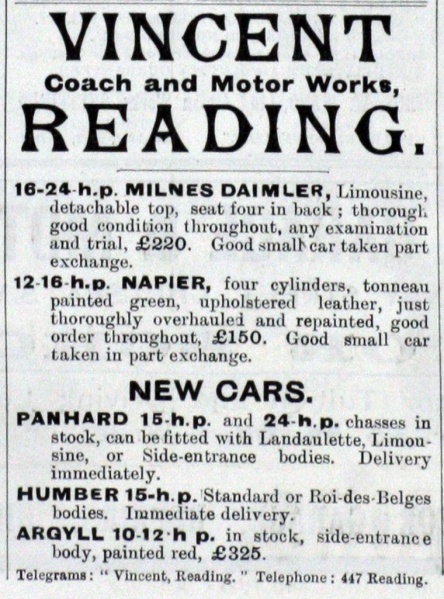 VINCENT
Coach and Motor Works,
READING.
16-24-h.p. MILNES DAIMLER, Limousine,
detachable top, seat four in back ; thorough
good condition throughout, any examination
and trial, £220. Good small car taken part
exchange.
12-16-h.p. NAPIER, four cylinders, tonneau
painted green, upholstered leather, just
thoroughly overhauled and repainted, good
order throughout, £150. Good small car
taken in part exchange.
NEW CARS.
PANHARD 15-h.p. and 24-h.p. chasses in
stock, can be fitted with Landaulette, Limou-
sine, or Side-entrance bodies. Delivery
immediately.
HUMBER 15-h.p. Standard or Roi-des-Belges
bodies. Immediate delivery.
ARGYLL 10-12-h p. in stock, side-entrance
body, painted red, £325.
Telegrams: "Vincent, Reading." Telephone: 447 Reading.